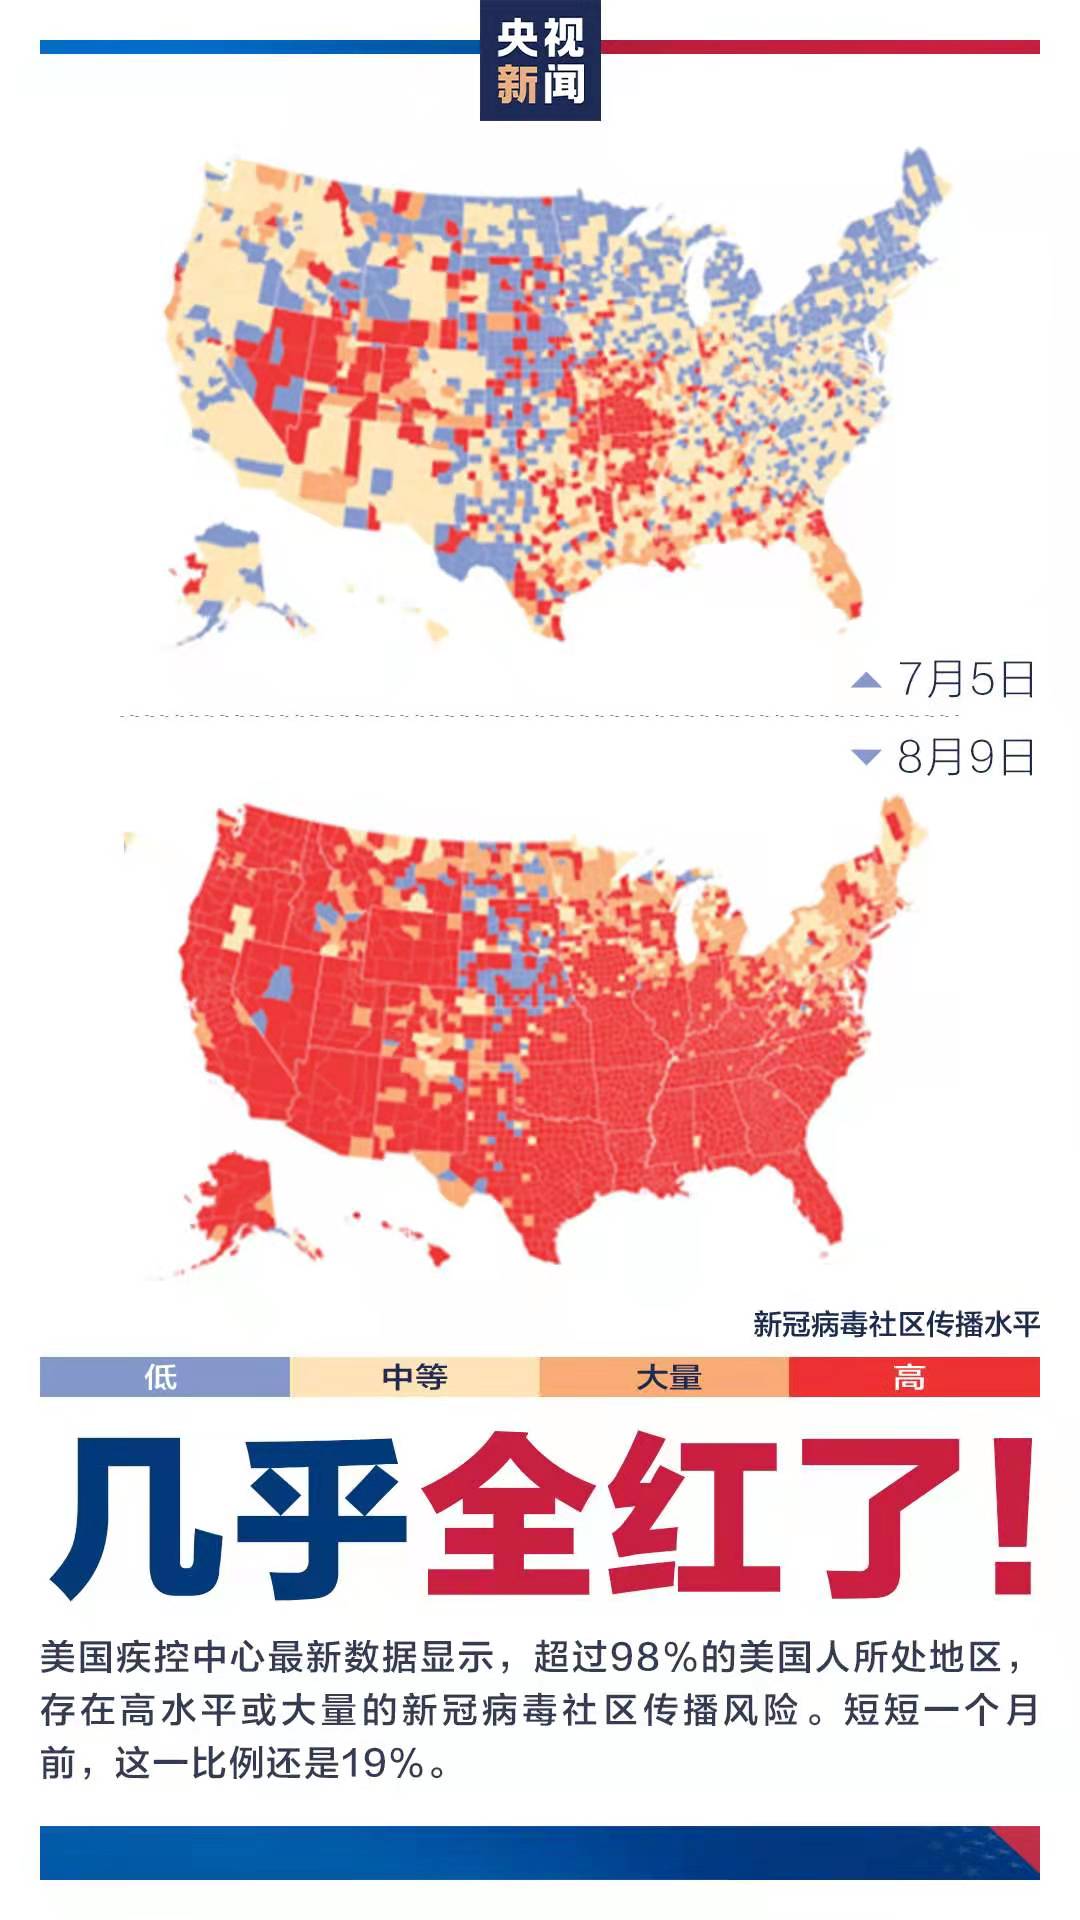 央视
新闻
7月5日
8月9日
新冠病毒社区传播水平
低 中等 大量 高
几乎全红了!
美国疾控中心最新数据显示，超过98%的美国人所处地区，
存在高水平或大量的新冠病毒社区传播风险。短短一个月
前，这一比例还是19%。